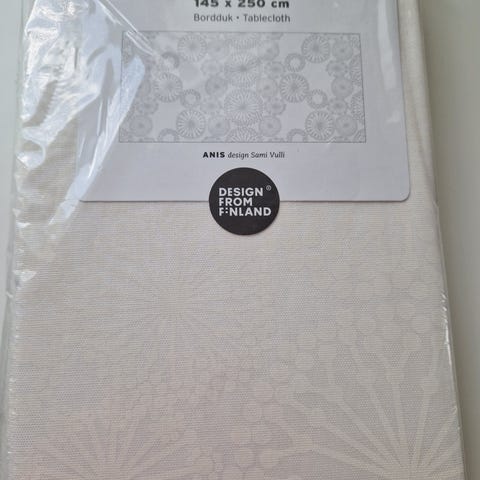 145 x 250 cm
Bordduk • Tablecloth
ANIS design Sami Vulli
DESIGN ®
FROM
FINLAND